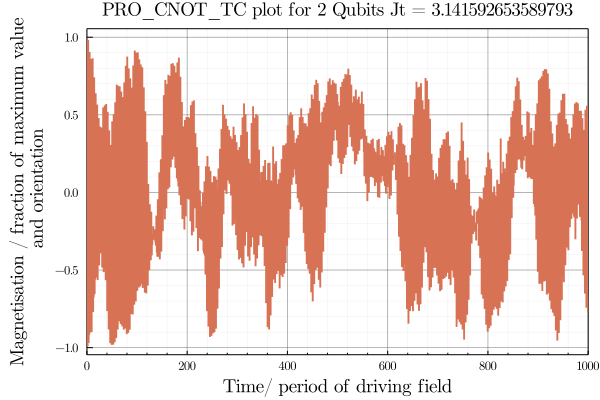 PRO_CNOT_TC plot for 2 Qubits Jt = 3.141592653589793
Magnetisation / fraction of maximum value
and orientation
1.0
0.5
0.0
−0.5
−1.0
0
200
400
600
800
1000
Time/ period of driving field